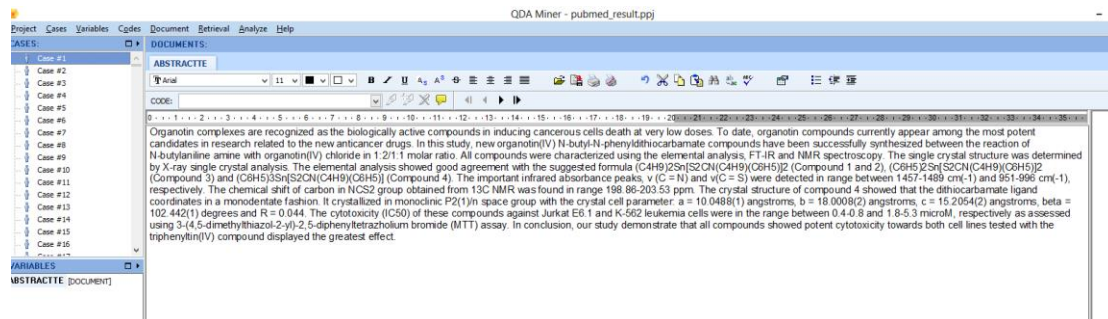 QDA Miner - pubmed_result.ppj
Project Cases Variables Codes Document Retrieval Analyze Help
CASES:
Case #1
Case #2
Case #3
Case #4
Case #5
Case #6
Case #7
Case #8
Case #9
Case #10
Case #11
Case #12
Case #13
Case #14
Case #15
Case #16
VARIABLES
ABSTRACTTE [DOCUMENT]
DOCUMENTS:
ABSTRACTTE
Arial 11
CODE:
Organotin complexes are recognized as the biologically active compounds in inducing cancerous cells death at very low doses. To date, organotin compounds currently appear among the most potent
candidates in research related to the new anticancer drugs. In this study, new organotin(IV) N-butyl-N-phenyldithiocarbamate compounds have been successfully synthesized between the reaction of
N-butylaniline amine with organotin(IV) chloride in 1:2/1:1 molar ratio. All compounds were characterized using the elemental analysis, FT-IR and NMR spectroscopy. The single crystal structure was determined
by X-ray single crystal analysis. The elemental analysis showed good agreement with the suggested formula (C4H9)2Sn[S2CN(C4H9)(C6H5)]2 (Compound 1 and 2), (C6H5)2Sn[S2CN(C4H9)(C6H5)]2
(Compound 3) and (C6H5)3Sn[S2CN(C4H9)(C6H5)] (Compound 4). The important infrared absorbance peaks, v (C = N) and v(C = S) were detected in range between 1457-1489 cm(-1) and 951-996 cm(-1),
respectively. The chemical shift of carbon in NCS2 group obtained from 13C NMR was found in range 198.86-203.53 ppm. The crystal structure of compound 4 showed that the dithiocarbamate ligand
coordinates in a monodentate fashion. It crystallized in monoclinic P2(1)/n space group with the crystal cell parameter: a = 10.0488(1) angstroms, b = 18.0008(2) angstroms, c = 15.2054(2) angstroms, beta =
102.442(1) degrees and R = 0.044. The cytotoxicity (IC50) of these compounds against Jurkat E6.1 and K-562 leukemia cells were in the range between 0.4-0.8 and 1.8-5.3 microM, respectively as assessed
using 3-(4,5-dimethylthiazol-2-yl)-2,5-diphenyltetrazholium bromide (MTT) assay. In conclusion, our study demonstrate that all compounds showed potent cytotoxicity towards both cell lines tested with the
triphenyltin(IV) compound displayed the greatest effect.